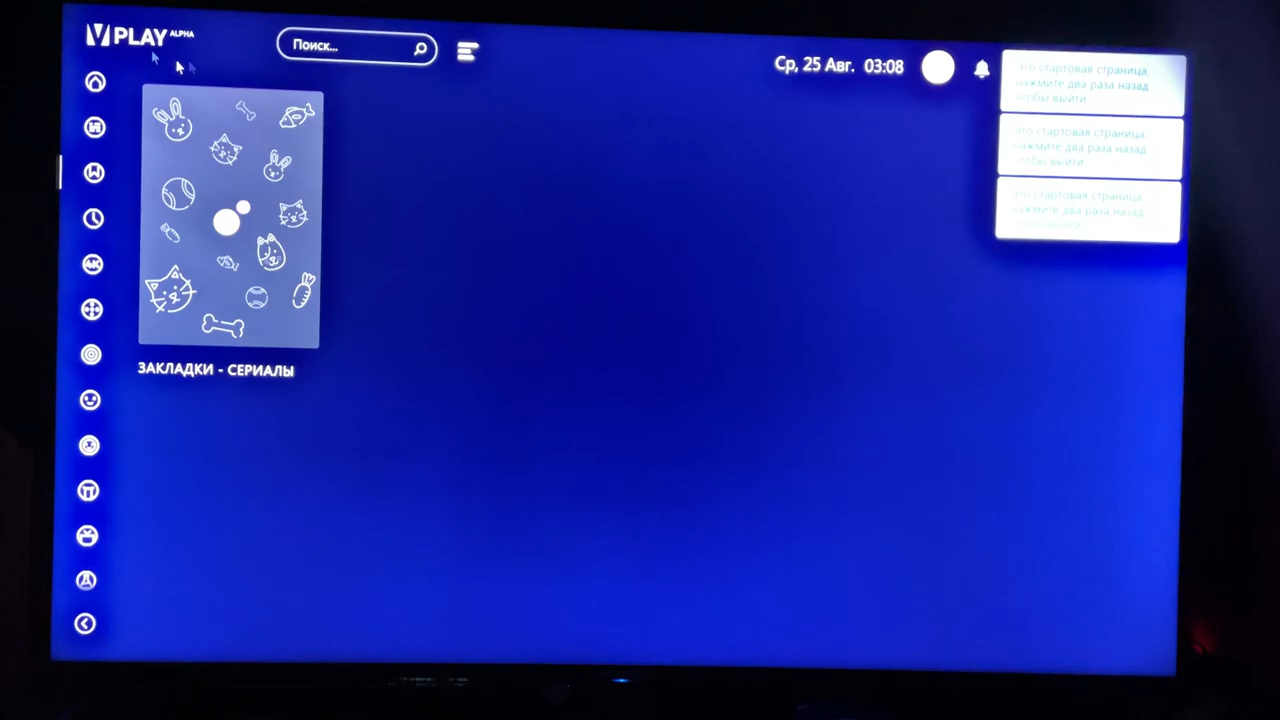 VPLAY ALPHA
Поиск...
Ср, 25 Авг. 03:08
Это стартовая страница,
нажмите два раза назад
чтобы выйти
Это стартовая страница,
нажмите два раза назад
чтобы выйти
Это стартовая страница,
нажмите два раза назад
4K
ЗАКЛАДКИ - СЕРИАЛЫ